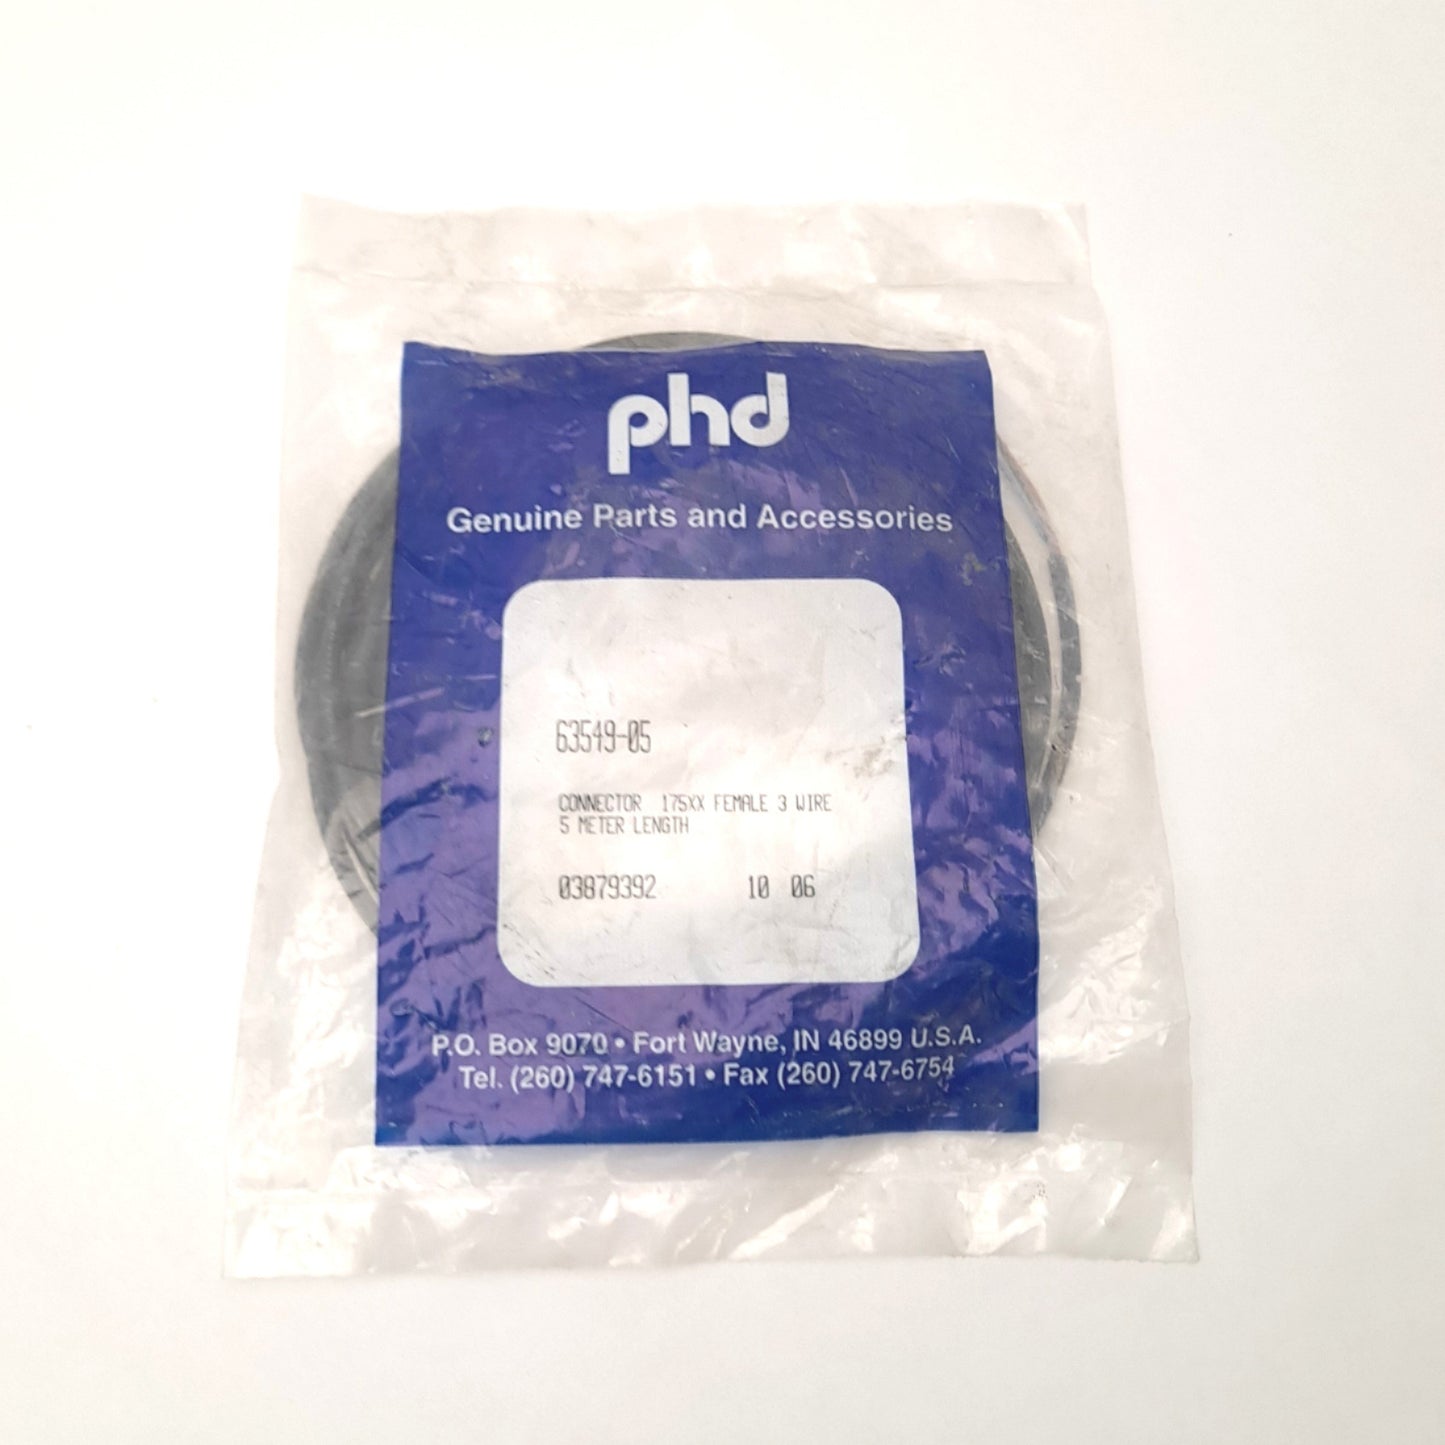 phd
Genuine Parts and Accessories
63549-05
CONNECTOR 175XX FEMALE 3 WIRE
5 METER LENGTH
03879392 10 06
P.O. Box 9070 • Fort Wayne, IN 46899 U.S.A.
Tel. (260) 747-6151 • Fax (260) 747-6754